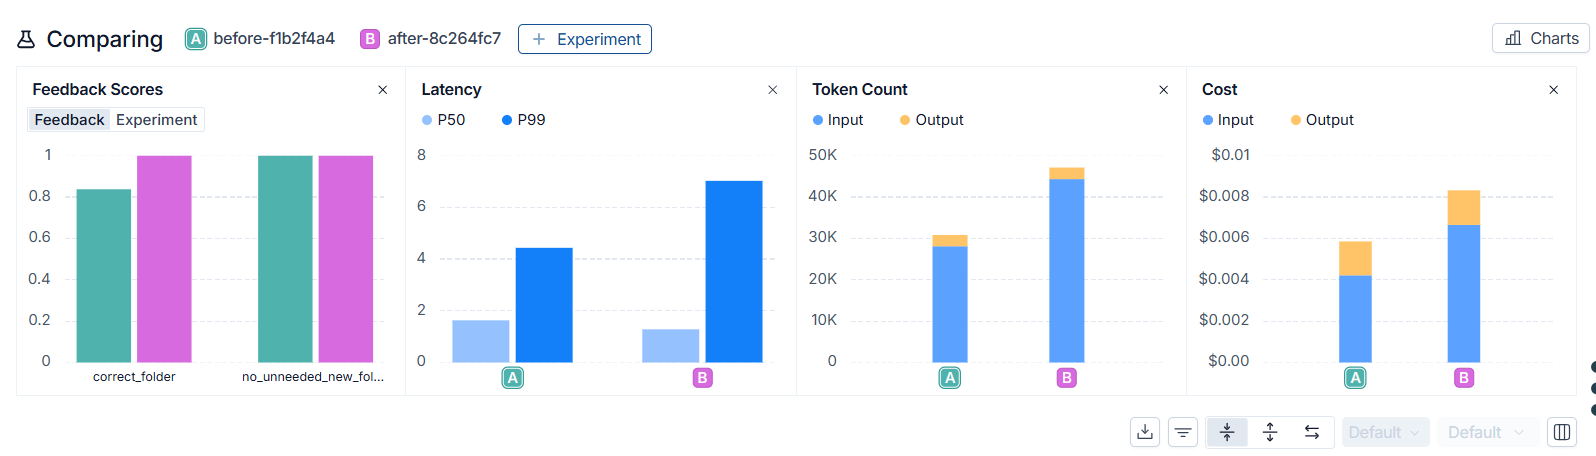 Comparing A before-f1b2f4a4 B after-8c264fc7 + Experiment Charts
Feedback Scores
Feedback Experiment
1
0.8
0.6
0.4
0.2
0
correct_folder no_unneeded_new_fol...
Latency
P50 P99
8
6
4
2
0
A B
Token Count
Input Output
50K
40K
30K
20K
10K
0
A B
Cost
Input Output
$0.01
$0.008
$0.006
$0.004
$0.002
$0.00
A B
Default Default